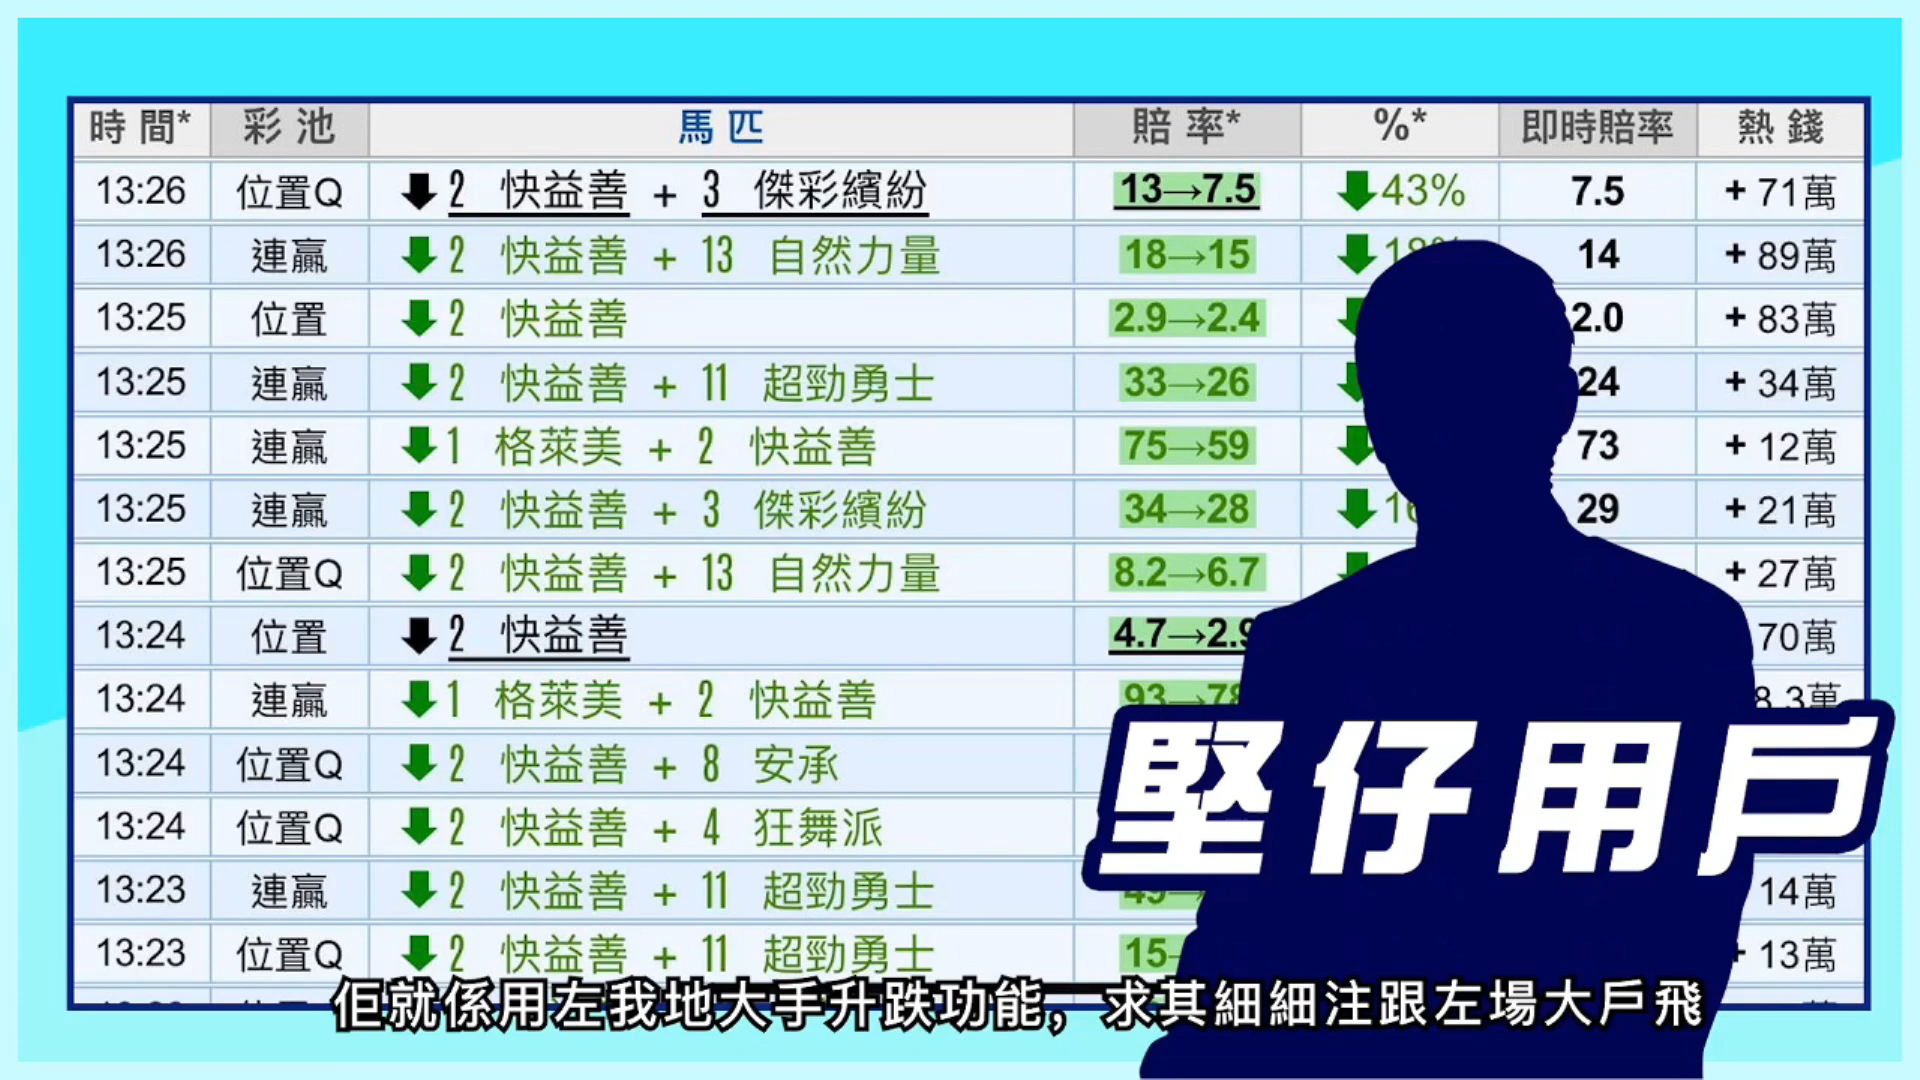 時間* 彩池 馬匹 賠率* %* 即時賠率 熱錢
13:26 位置Q 2 快益善 + 3 傑彩繽紛 13→7.5 43% 7.5 + 71萬
13:26 連贏 2 快益善 + 13 自然力量 18→15 14 + 89萬
13:25 位置 2 快益善 2.9→2.4 2.0 + 83萬
13:25 連贏 2 快益善 + 11 超勁勇士 33→26 24 + 34萬
13:25 連贏 1 格萊美 + 2 快益善 75→59 73 + 12萬
13:25 連贏 2 快益善 + 3 傑彩繽紛 34→28 29 + 21萬
13:25 位置Q 2 快益善 + 13 自然力量 8.2→6.7 + 27萬
13:24 位置 2 快益善 4.7→2.9 70萬
13:24 連贏 1 格萊美 + 2 快益善 93→78 8.3萬
13:24 位置Q 2 快益善 + 8 安承
13:24 位置Q 2 快益善 + 4 狂舞派
堅仔用戶
13:23 連贏 2 快益善 + 11 超勁勇士 14萬
13:23 位置Q 2 快益善 + 11 超勁勇士 15→ + 13萬
佢就係用左我地大手升跌功能，求其細細注跟左場大戶飛